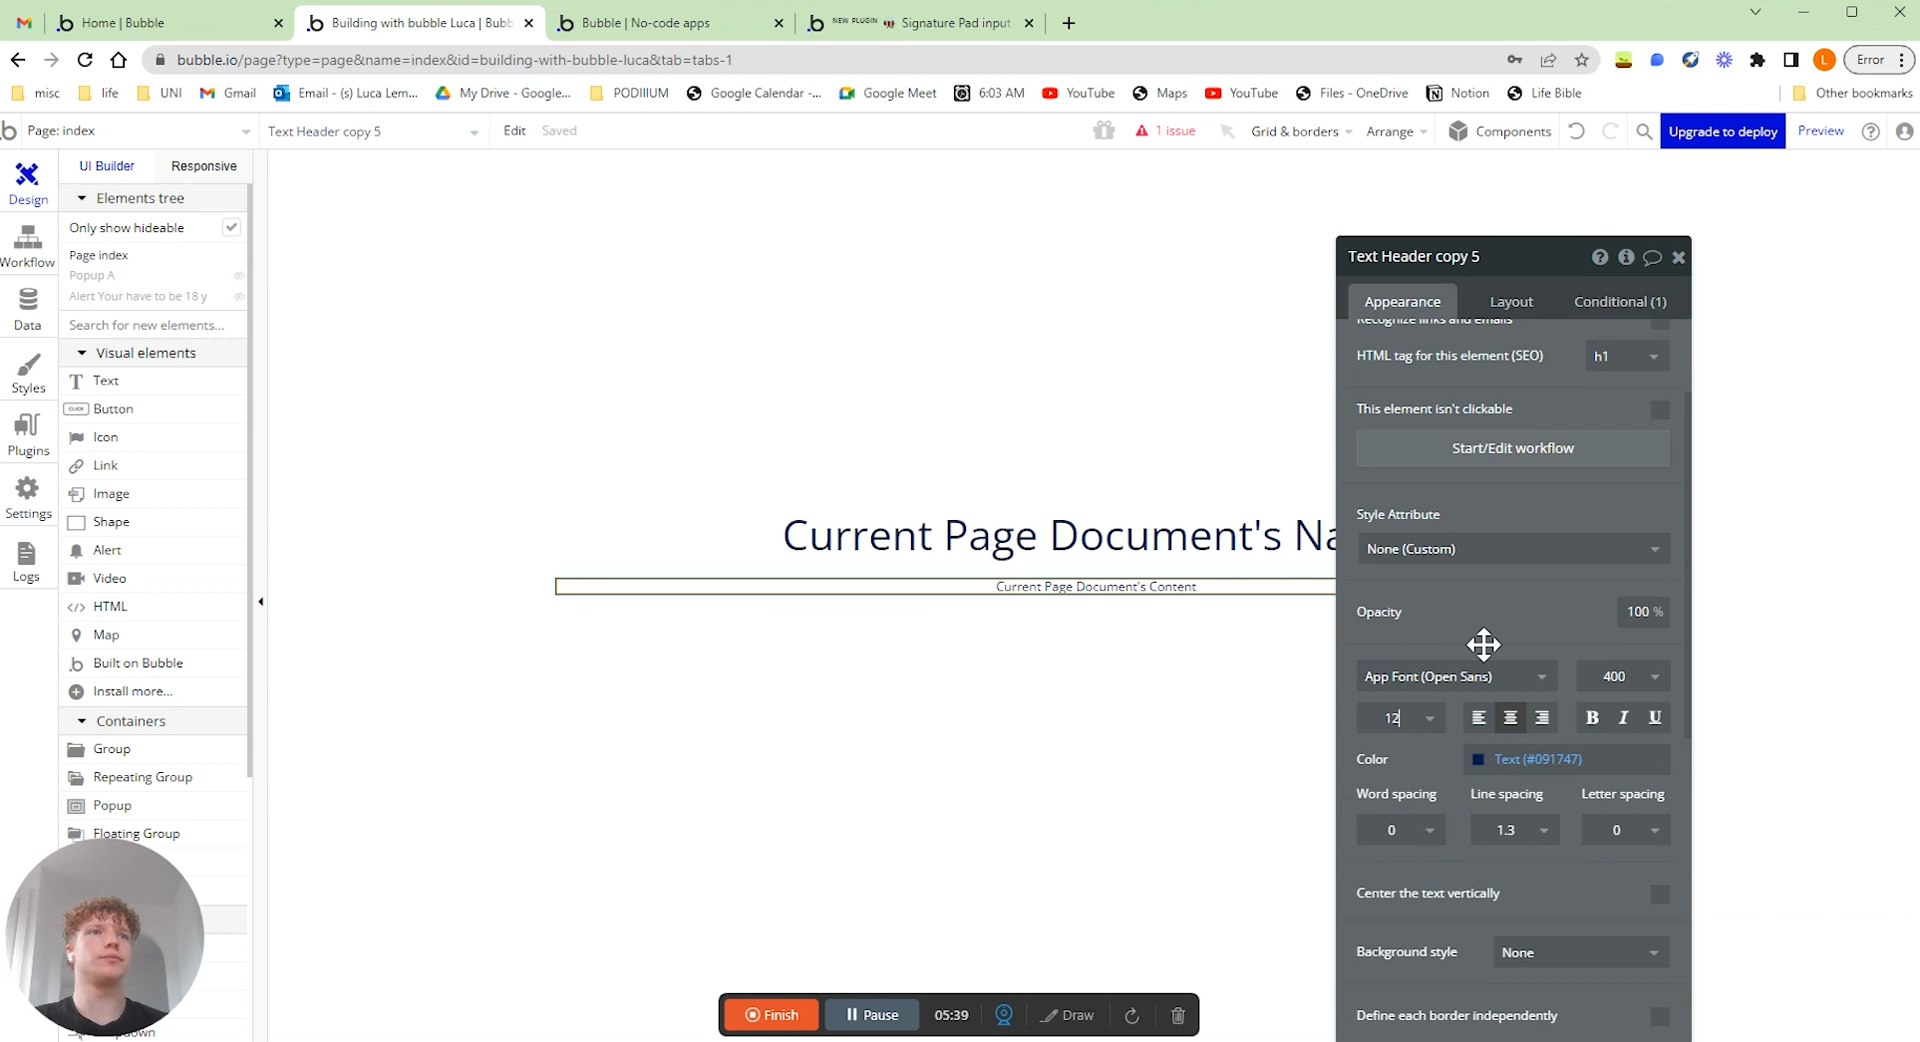 Home | Bubble
Building with bubble Luca | Bubb
Bubble | No-code apps
NEW PLUGIN Signature Pad input
bubble.io/page?type=page&name=index&id=building-with-bubble-luca&tab=tabs-1
Error
misc
life
UNI
Gmail
Email - (s) Luca Lem...
My Drive - Google...
PODIIIUM
Google Calendar -...
Google Meet
6:03 AM
YouTube
Maps
YouTube
Files - OneDrive
Notion
Life Bible
Other bookmarks
Page: index
Text Header copy 5
Edit
Saved
1 issue
Grid & borders
Arrange
Components
Upgrade to deploy
Preview
Design
Workflow
Data
Styles
Plugins
Settings
Logs
UI Builder
Responsive
Elements tree
Only show hideable
Page index
Popup A
Alert Your have to be 18 y
Search for new elements...
Visual elements
Text
CLICK Button
Icon
Link
Image
Shape
Alert
Video
HTML
Map
Built on Bubble
Install more...
Containers
Group
Repeating Group
Popup
Floating Group
Current Page Document's Na
Current Page Document's Content
Text Header copy 5
Appearance
Layout
Conditional (1)
Recognize links and emails
HTML tag for this element (SEO)
h1
This element isn't clickable
Start/Edit workflow
Style Attribute
None (Custom)
Opacity
100 %
App Font (Open Sans)
400
12
B I U
Color
Text (#091747)
Word spacing
Line spacing
Letter spacing
0
1.3
0
Center the text vertically
Background style
None
Define each border independently
Finish
Pause
05:39
Draw